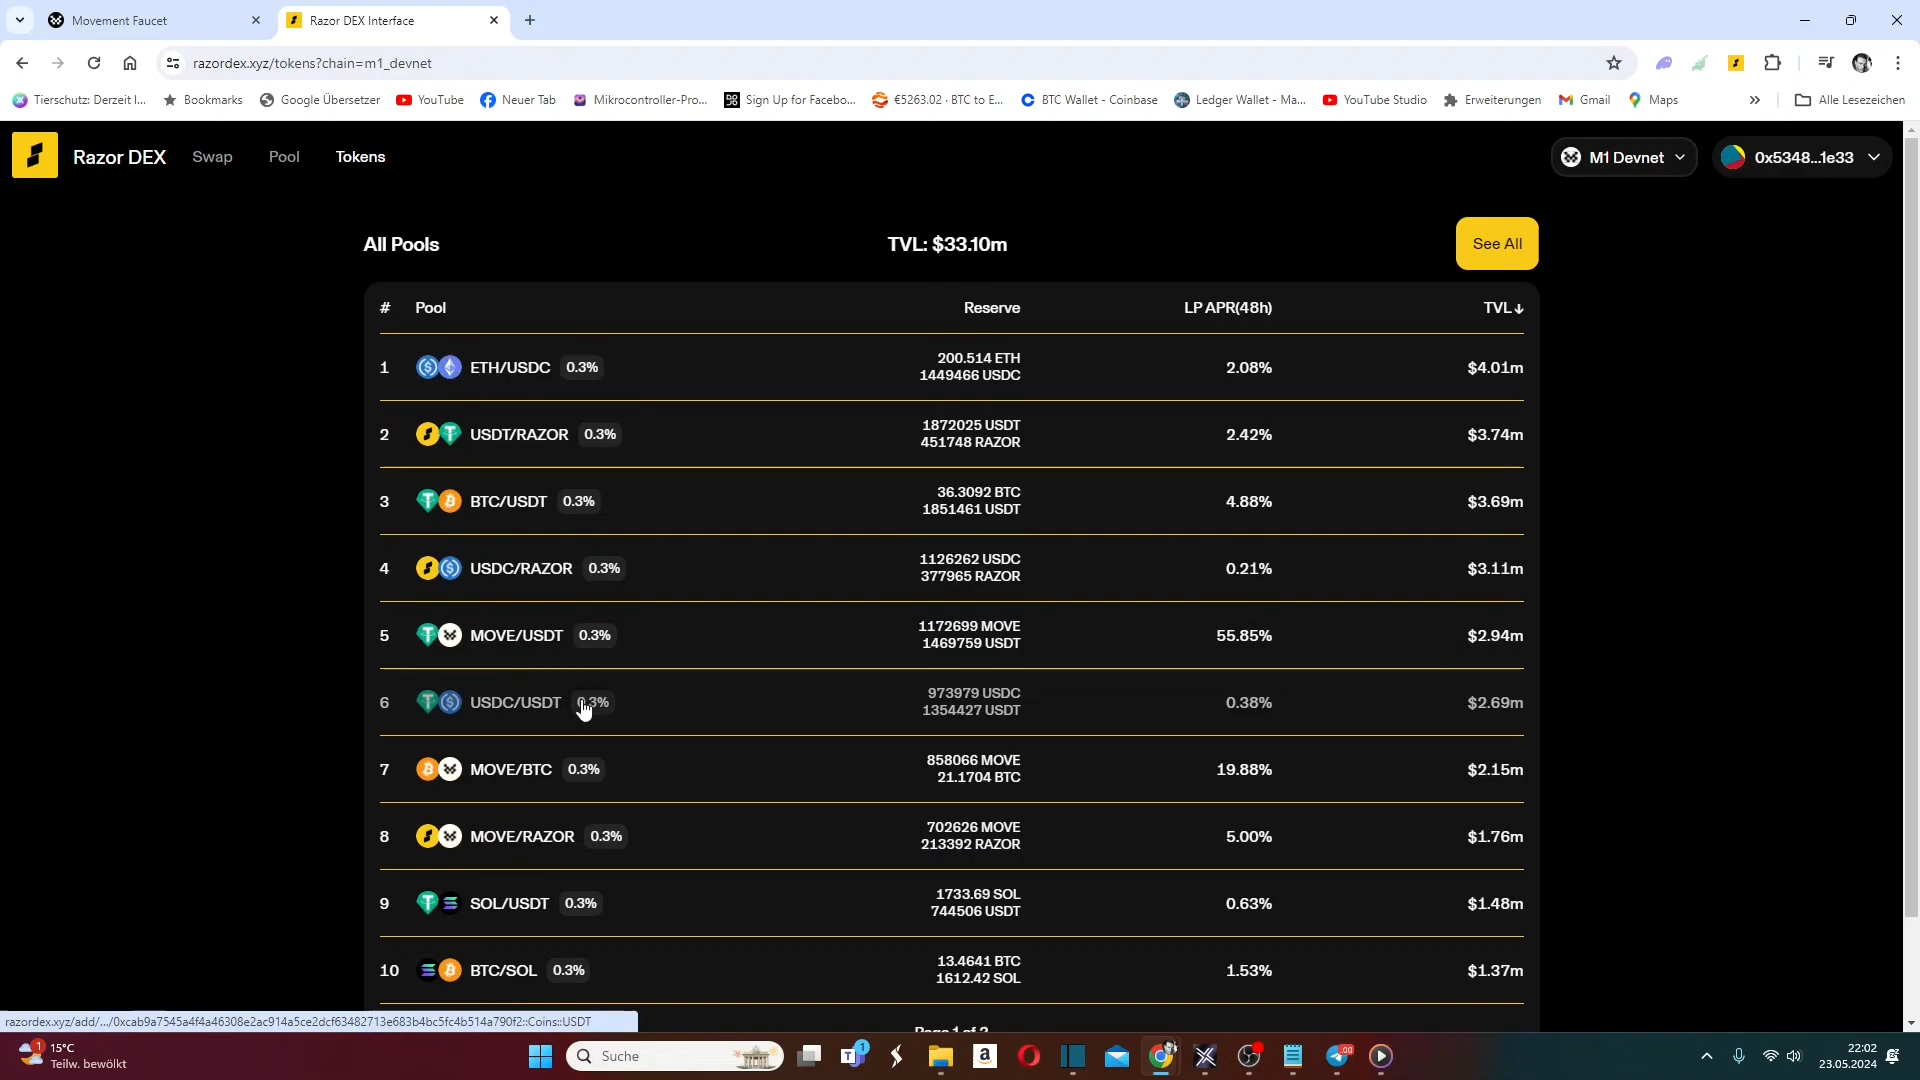 Movement Faucet
Razor DEX Interface
razordex.xyz/tokens?chain=m1_devnet
Tierschutz: Derzeit I...
Bookmarks
Google Übersetzer
YouTube
Neuer Tab
Mikrocontroller-Pro...
Sign Up for Facebo...
€5263.02 · BTC to E...
BTC Wallet - Coinbase
Ledger Wallet - Ma...
YouTube Studio
Erweiterungen
Gmail
Maps
Alle Lesezeichen
Razor DEX
Swap
Pool
Tokens
M1 Devnet
0x5348...1e33
All Pools
TVL: $33.10m
See All
# Pool Reserve LP APR(48h) TVL↓
1 ETH/USDC 0.3%
200.514 ETH
1449466 USDC
2.08%
$4.01m
2 USDT/RAZOR 0.3%
1872025 USDT
451748 RAZOR
2.42%
$3.74m
3 BTC/USDT 0.3%
36.3092 BTC
1851461 USDT
4.88%
$3.69m
4 USDC/RAZOR 0.3%
1126262 USDC
377965 RAZOR
0.21%
$3.11m
5 MOVE/USDT 0.3%
1172699 MOVE
1469759 USDT
55.85%
$2.94m
6 USDC/USDT 0.3%
973979 USDC
1354427 USDT
0.38%
$2.69m
7 MOVE/BTC 0.3%
858066 MOVE
21.1704 BTC
19.88%
$2.15m
8 MOVE/RAZOR 0.3%
702626 MOVE
213392 RAZOR
5.00%
$1.76m
9 SOL/USDT 0.3%
1733.69 SOL
744506 USDT
0.63%
$1.48m
10 BTC/SOL 0.3%
13.4641 BTC
1612.42 SOL
1.53%
$1.37m
razordex.xyz/add/.../0xcab9a7545a4f4a46308e2ac914a5ce2dcf63482713e683b4bc5fc4b514a790f2::Coins::USDT
1
15°C
Teilw. bewölkt
Suche
1
22:02
23.05.2024